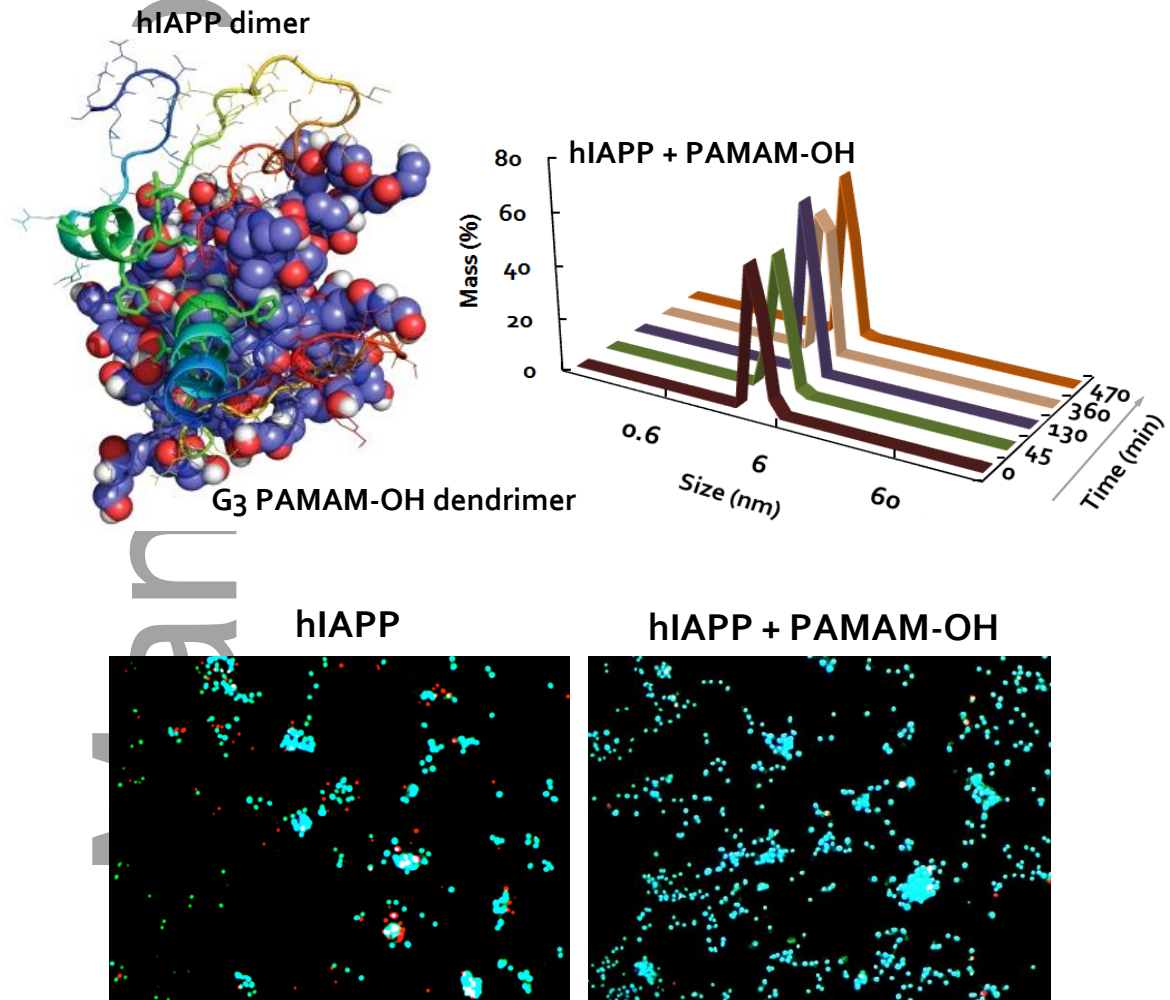 hIAPP dimer
G3 PAMAM-OH dendrimer
hIAPP + PAMAM-OH
Mass (%)
80
60
40
20
0
0.6
6
60
Size (nm)
0
45
130
360
470
Time (min)
hIAPP
hIAPP + PAMAM-OH